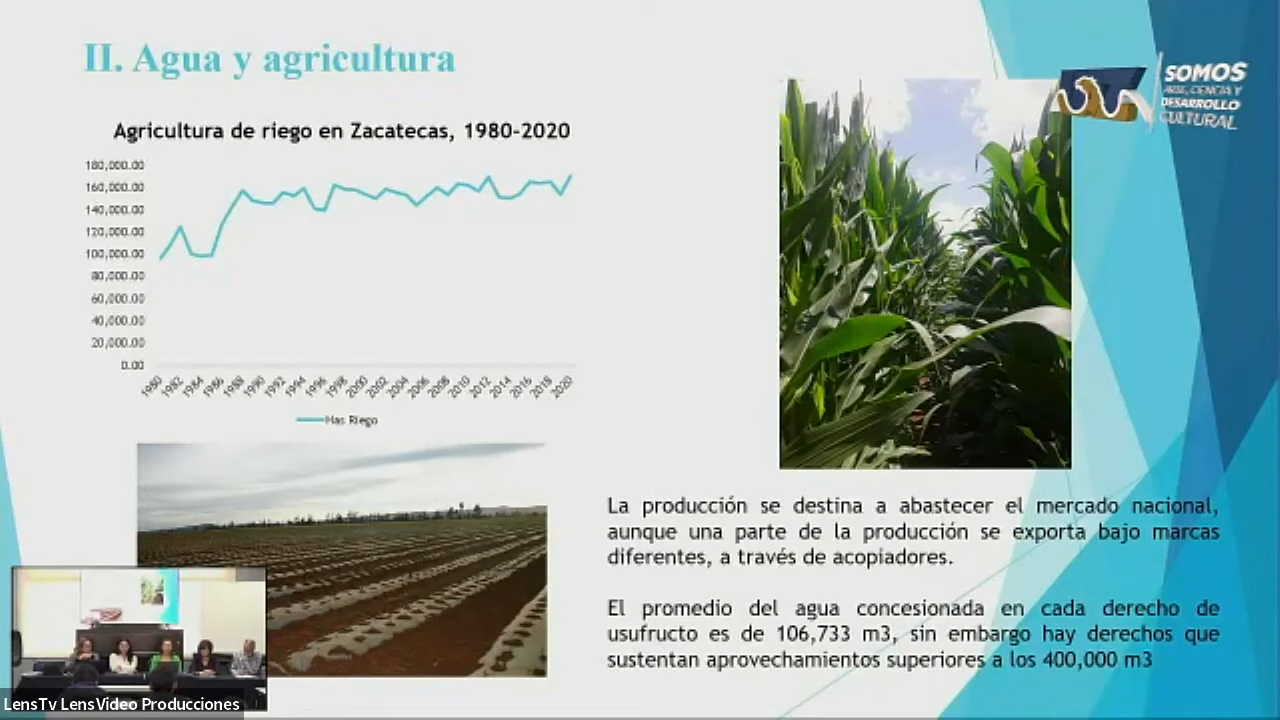 II. Agua y agricultura
SOMOS
ARTE, CIENCIA Y
DESARROLLO
CULTURAL
Agricultura de riego en Zacatecas, 1980-2020
180,000.00
160,000.00
140,000.00
120,000.00
100,000.00
80,000.00
60,000.00
40,000.00
20,000.00
0.00
1980
1982
1984
1986
1988
1990
1992
1994
1996
1998
2000
2002
2004
2006
2008
2010
2012
2014
2016
2018
2020
Has Riego
La producción se destina a abastecer el mercado nacional,
aunque una parte de la producción se exporta bajo marcas
diferentes, a través de acopiadores.
El promedio del agua concesionada en cada derecho de
usufructo es de 106,733 m3, sin embargo hay derechos que
sustentan aprovechamientos superiores a los 400,000 m3
LensTv LensVideo Producciones